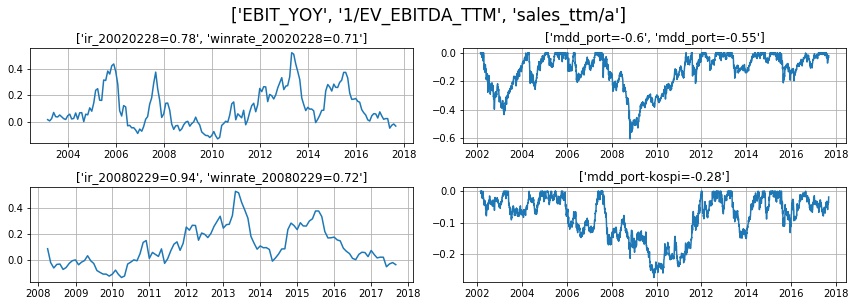 ['EBIT_YOY', '1/EV_EBITDA_TTM', 'sales_ttm/a']
['ir_20020228=0.78', 'winrate_20020228=0.71']
0.4
0.2
0.0
2004 2006 2008 2010 2012 2014 2016 2018
['mdd_port=-0.6', 'mdd_port=-0.55']
0.0
−0.2
−0.4
−0.6
2002 2004 2006 2008 2010 2012 2014 2016 2018
['ir_20080229=0.94', 'winrate_20080229=0.72']
0.4
0.2
0.0
2008 2009 2010 2011 2012 2013 2014 2015 2016 2017 2018
['mdd_port-kospi=-0.28']
0.0
−0.1
−0.2
2002 2004 2006 2008 2010 2012 2014 2016 2018